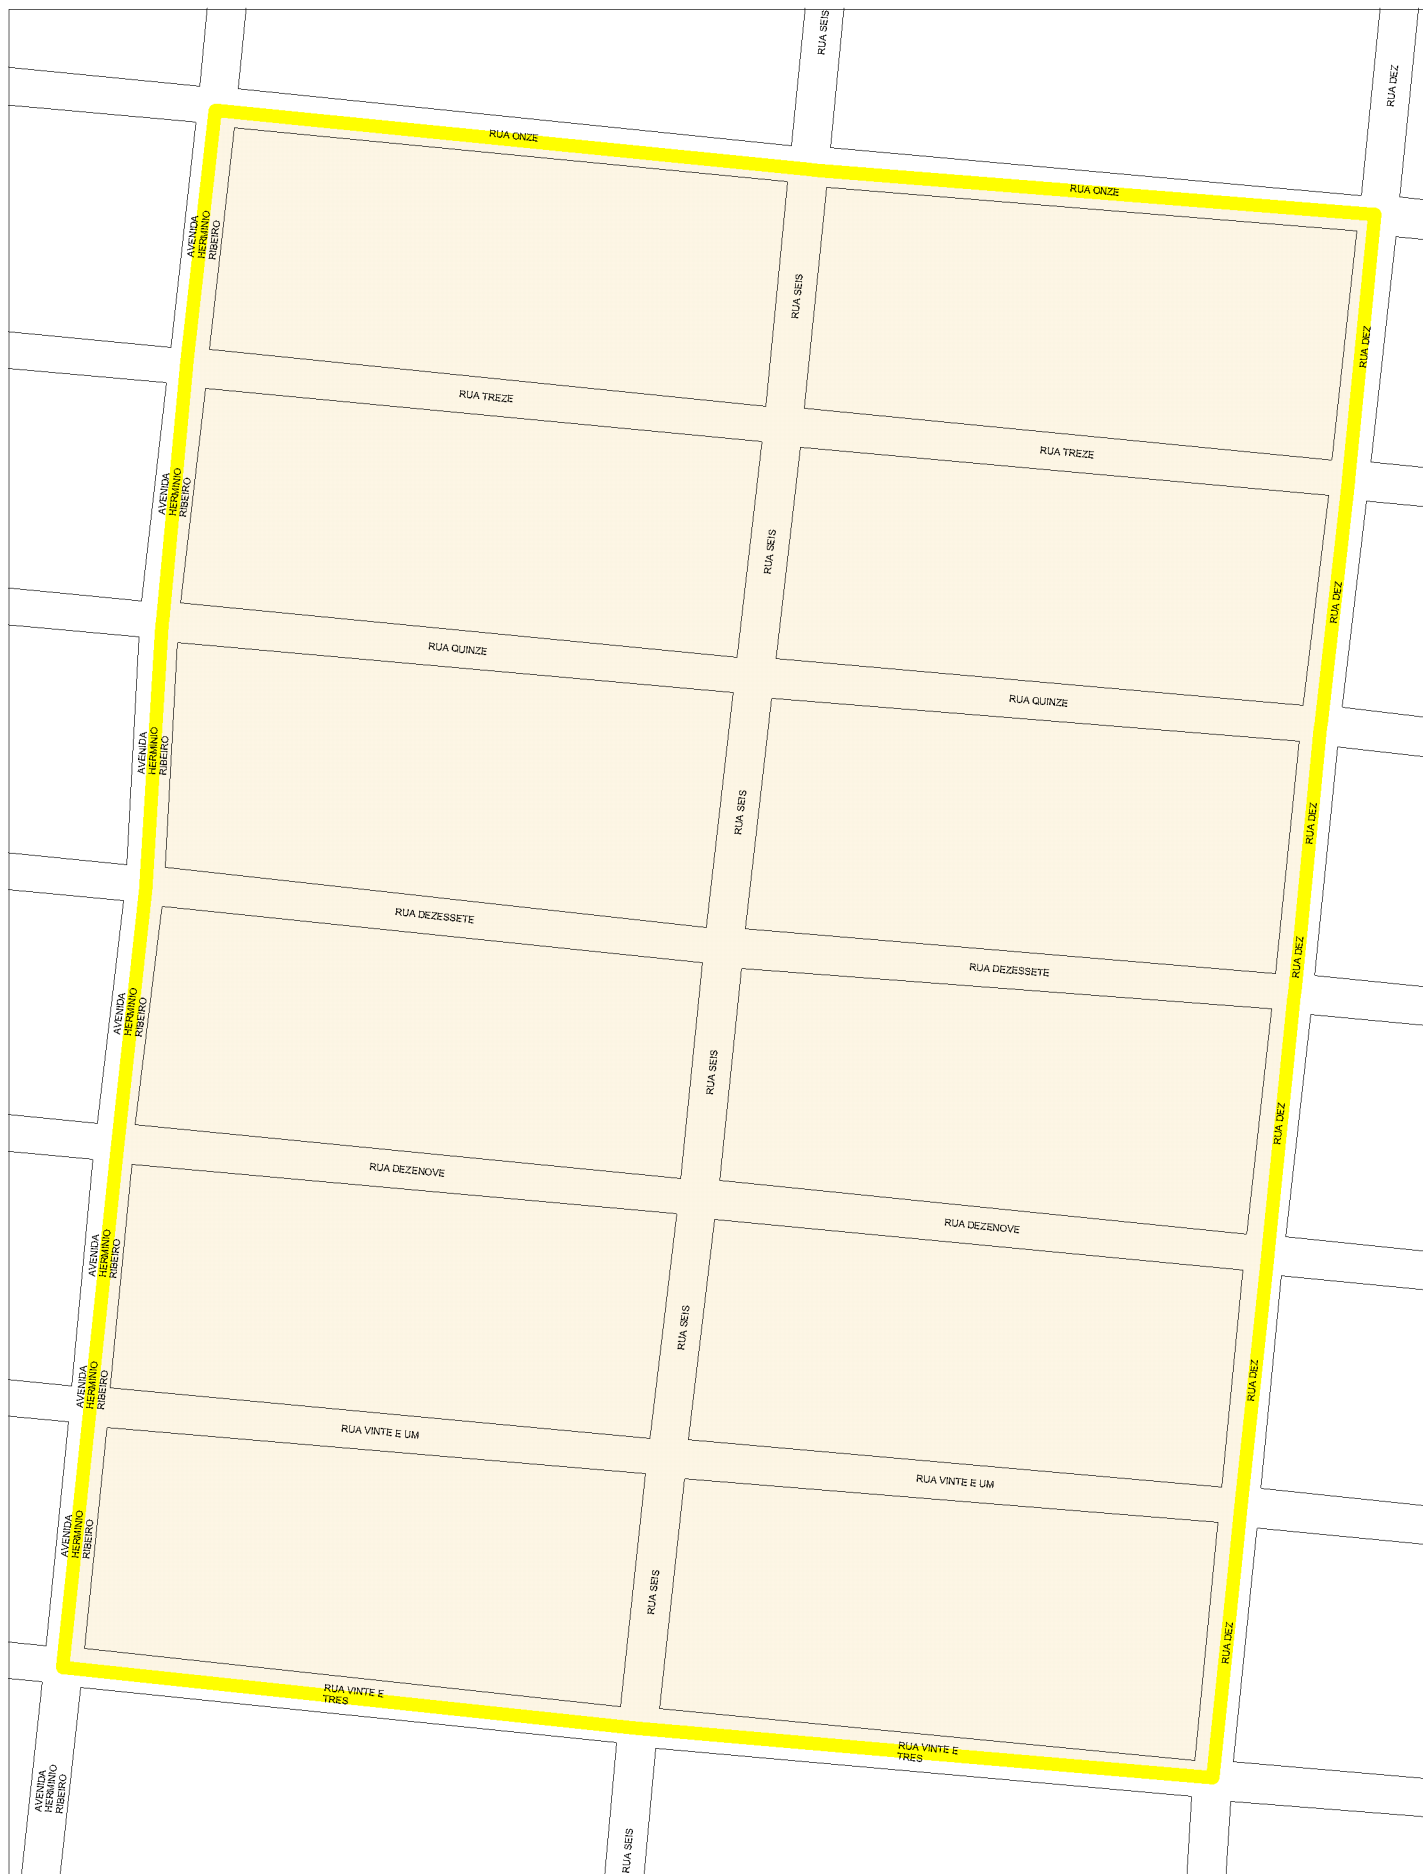 RUA SEIS
RUA DEZ
RUA ONZE
RUA ONZE
AVENIDA
HERMINIO
RIBEIRO
RUA SEIS
RUA DEZ
RUA TREZE
RUA TREZE
AVENIDA
HERMINIO
RIBEIRO
RUA SEIS
RUA DEZ
RUA QUINZE
RUA QUINZE
AVENIDA
HERMINIO
RIBEIRO
RUA SEIS
RUA DEZ
RUA DEZESSETE
RUA DEZESSETE
RUA DEZ
AVENIDA
HERMINIO
RIBEIRO
RUA SEIS
RUA DEZ
RUA DEZENOVE
RUA DEZENOVE
AVENIDA
HERMINIO
RIBEIRO
RUA SEIS
RUA DEZ
AVENIDA
HERMINIO
RIBEIRO
RUA VINTE E UM
RUA VINTE E UM
AVENIDA
HERMINIO
RIBEIRO
RUA SEIS
RUA DEZ
RUA VINTE E
TRES
RUA VINTE E
TRES
AVENIDA
HERMINIO
RIBEIRO
RUA SEIS